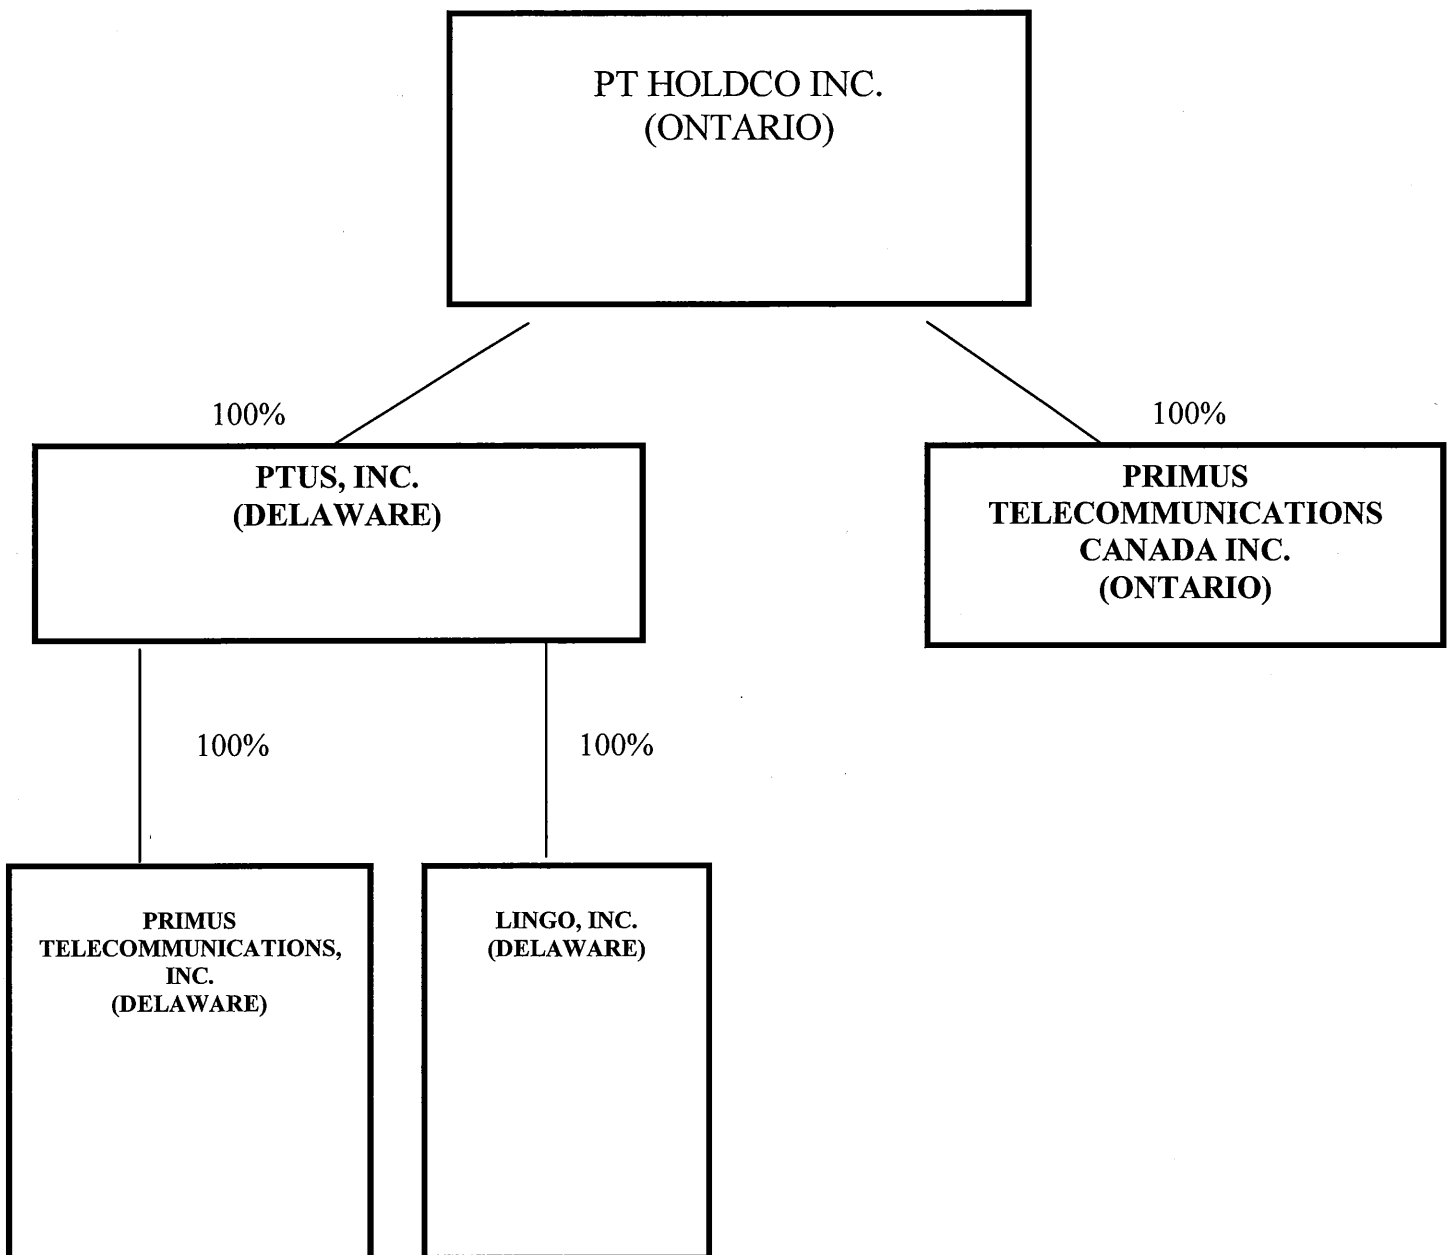 PT HOLDCO INC.
(ONTARIO)
100%
100%
PTUS, INC.
(DELAWARE)
PRIMUS
TELECOMMUNICATIONS
CANADA INC.
(ONTARIO)
100%
100%
PRIMUS
TELECOMMUNICATIONS,
INC.
(DELAWARE)
LINGO, INC.
(DELAWARE)